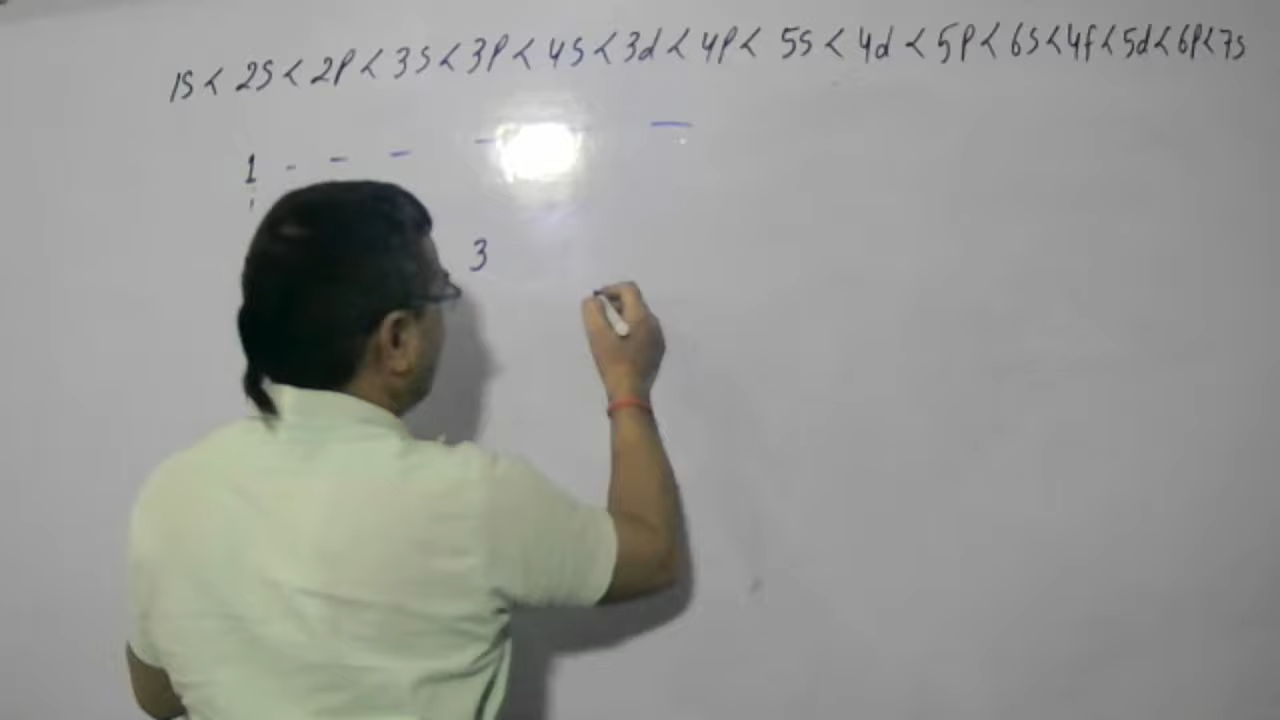 1S < 2S < 2P < 3S < 3P < 4S < 3d < 4P < 5S < 4d < 5P < 6S < 4f < 5d < 6P < 7S
1 - - - - —
3